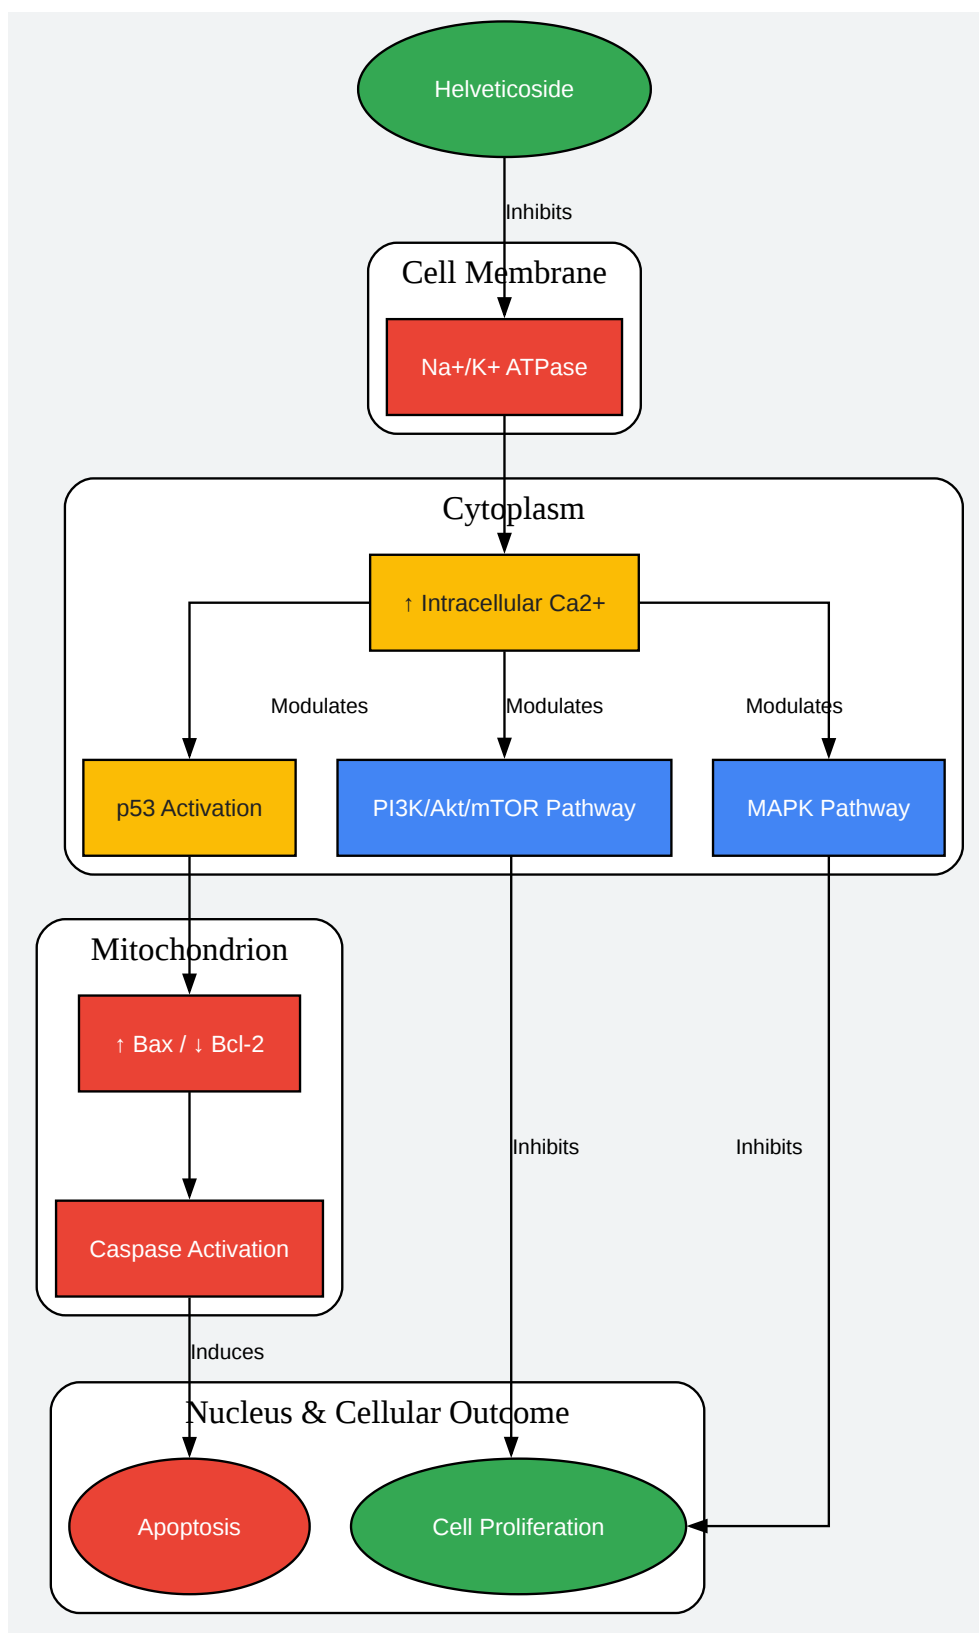 Helveticoside
Inhibits
Cell Membrane
Na+/K+ ATPase
Cytoplasm
↑ Intracellular Ca2+
Modulates
Modulates
Modulates
p53 Activation
PI3K/Akt/mTOR Pathway
MAPK Pathway
Mitochondrion
↑ Bax / ↓ Bcl-2
Inhibits
Inhibits
Caspase Activation
Induces
Nucleus & Cellular Outcome
Apoptosis
Cell Proliferation